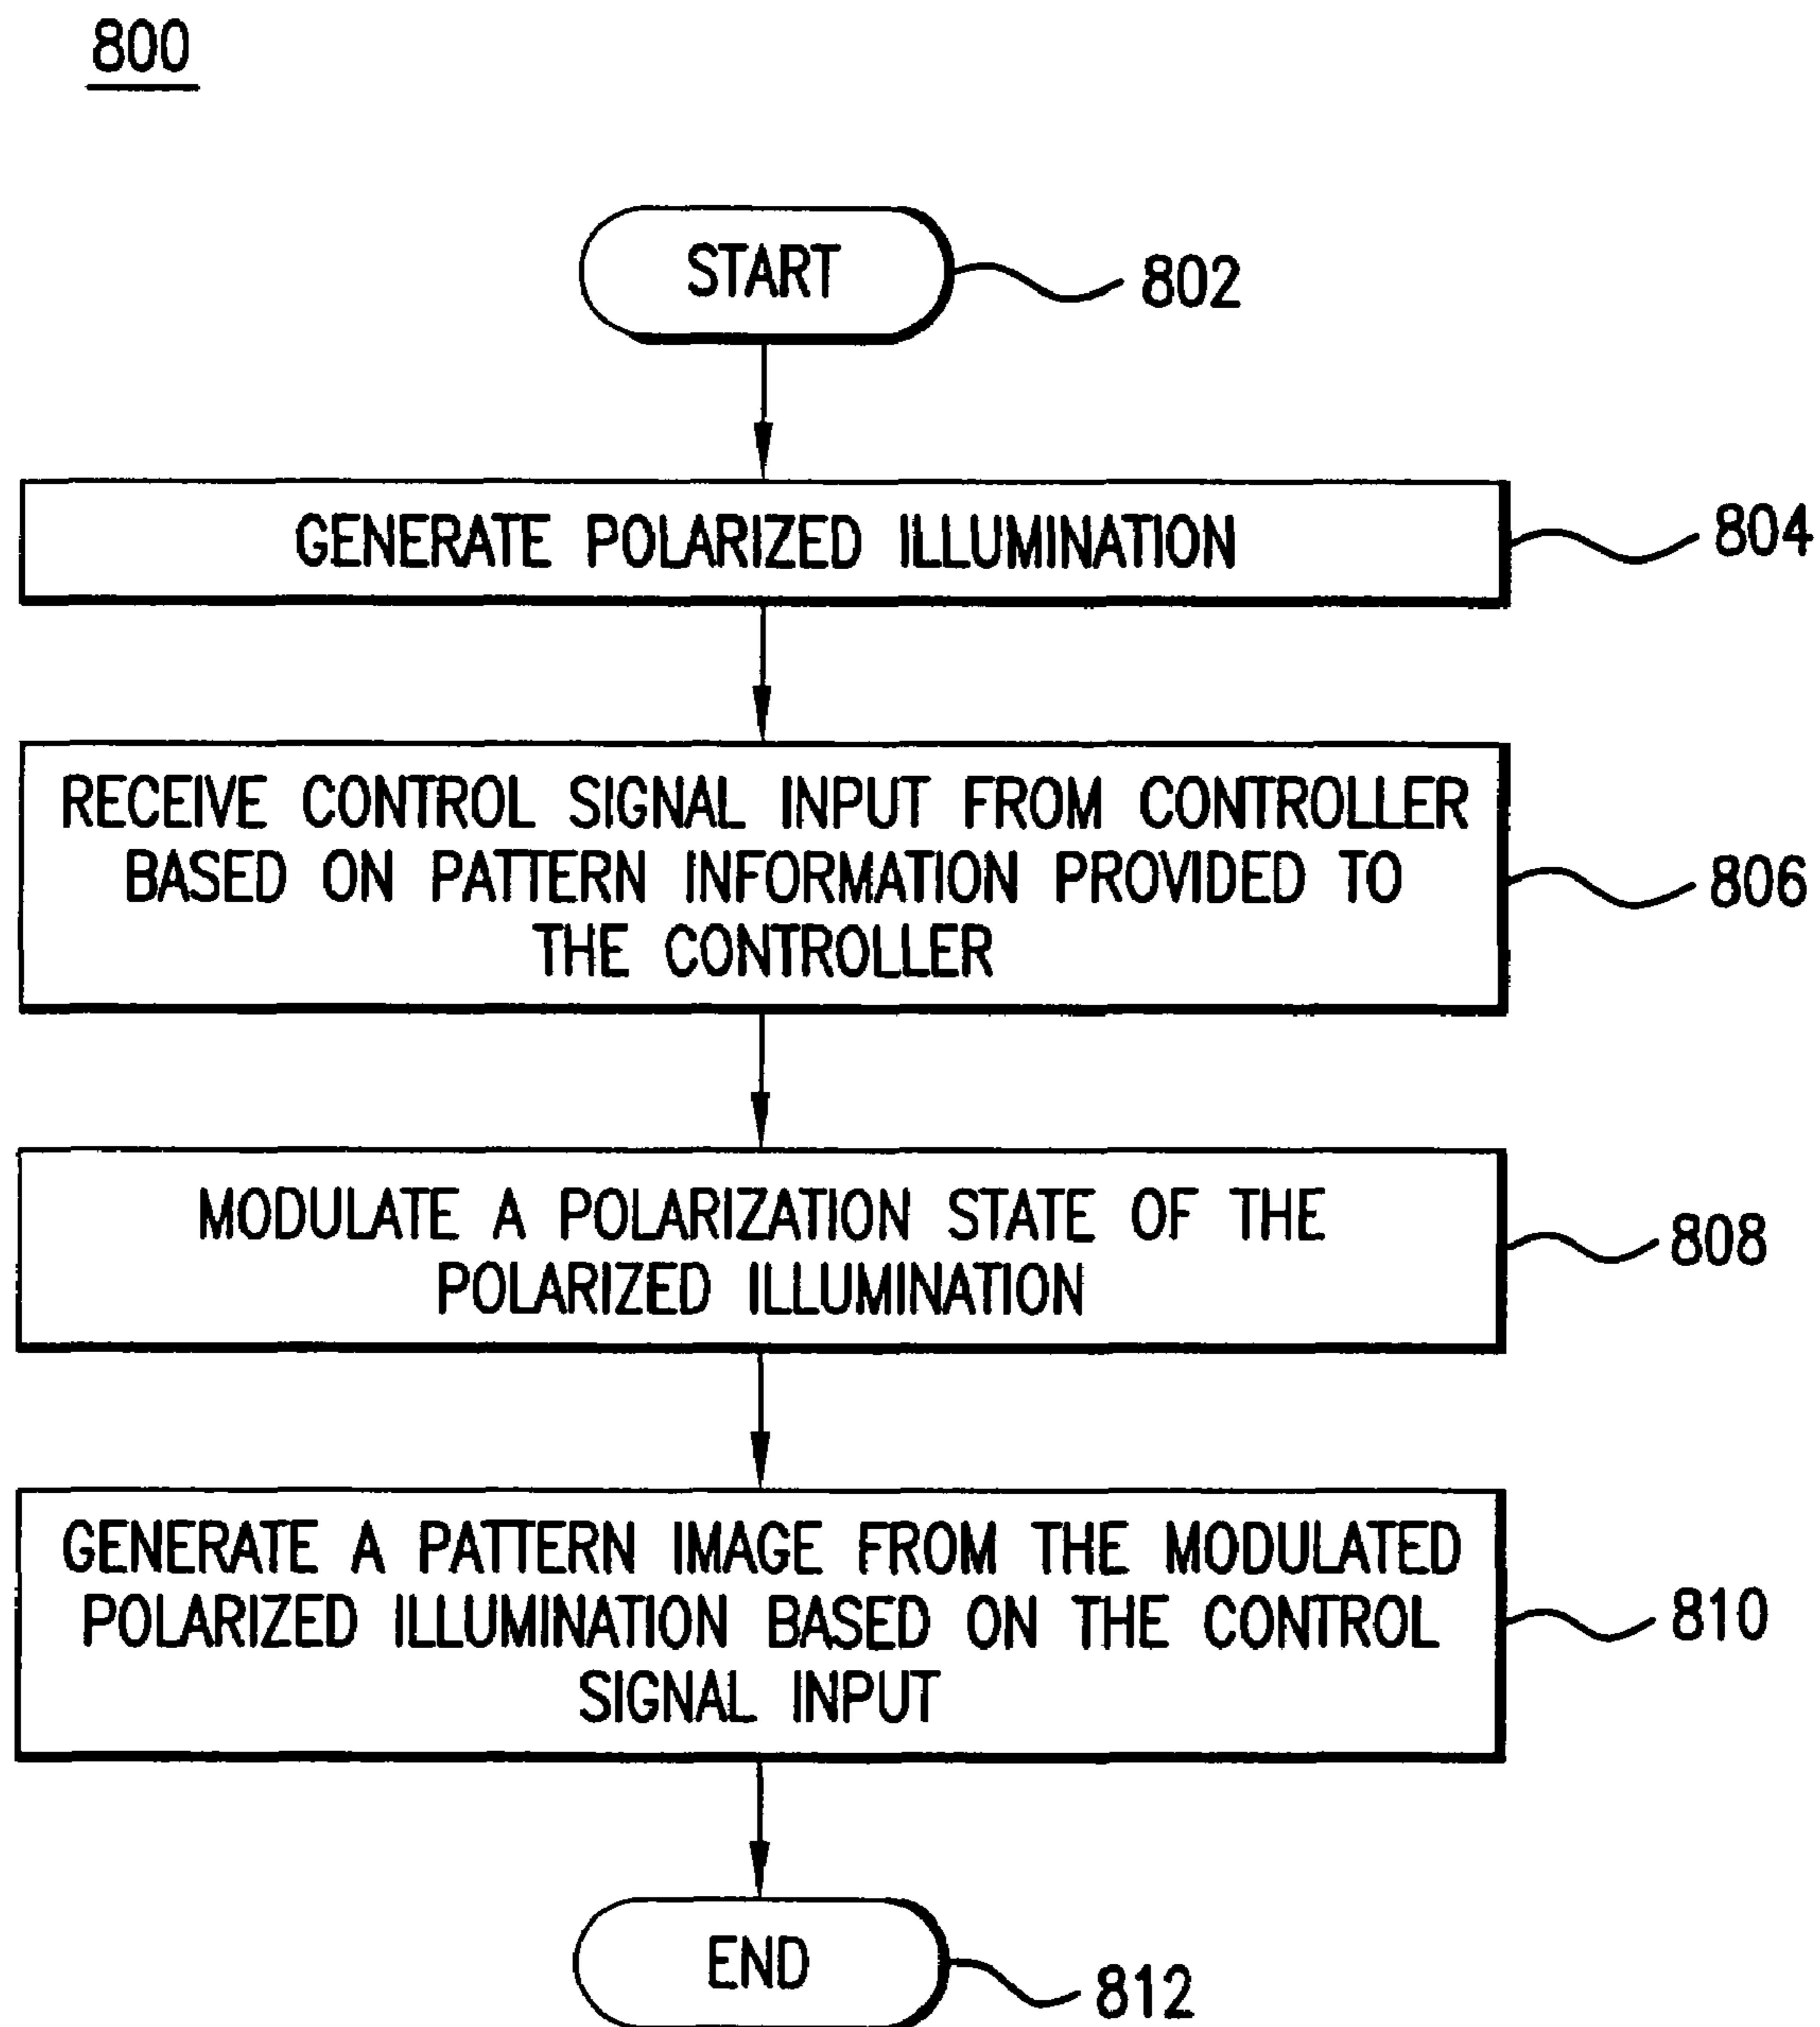 800
START
802
GENERATE POLARIZED ILLUMINATION
804
RECEIVE CONTROL SIGNAL INPUT FROM CONTROLLER
BASED ON PATTERN INFORMATION PROVIDED TO
THE CONTROLLER
806
MODULATE A POLARIZATION STATE OF THE
POLARIZED ILLUMINATION
808
GENERATE A PATTERN IMAGE FROM THE MODULATED
POLARIZED ILLUMINATION BASED ON THE CONTROL
SIGNAL INPUT
810
END
812